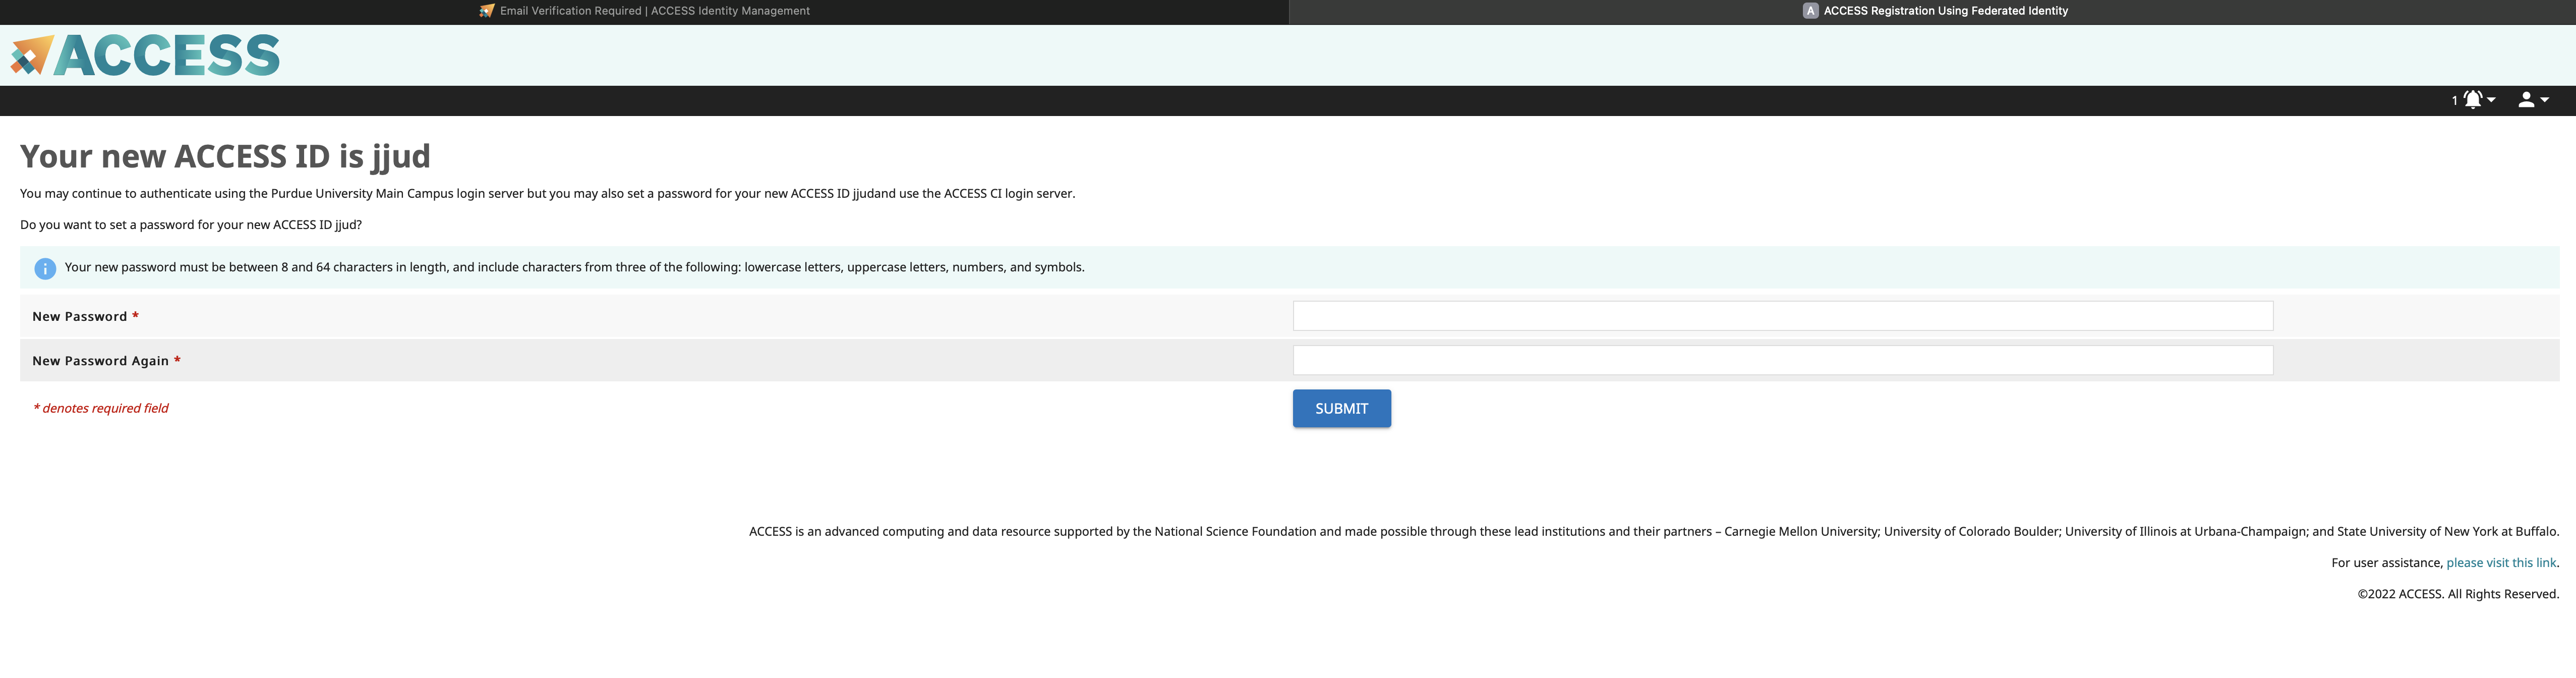 Email Verification Required | ACCESS Identity Management
A ACCESS Registration Using Federated Identity
ACCESS
1
Your new ACCESS ID is jjud
You may continue to authenticate using the Purdue University Main Campus login server but you may also set a password for your new ACCESS ID jjudand use the ACCESS CI login server.
Do you want to set a password for your new ACCESS ID jjud?
i Your new password must be between 8 and 64 characters in length, and include characters from three of the following: lowercase letters, uppercase letters, numbers, and symbols.
New Password *
New Password Again *
* denotes required field
SUBMIT
ACCESS is an advanced computing and data resource supported by the National Science Foundation and made possible through these lead institutions and their partners – Carnegie Mellon University; University of Colorado Boulder; University of Illinois at Urbana-Champaign; and State University of New York at Buffalo.
For user assistance, please visit this link.
©2022 ACCESS. All Rights Reserved.